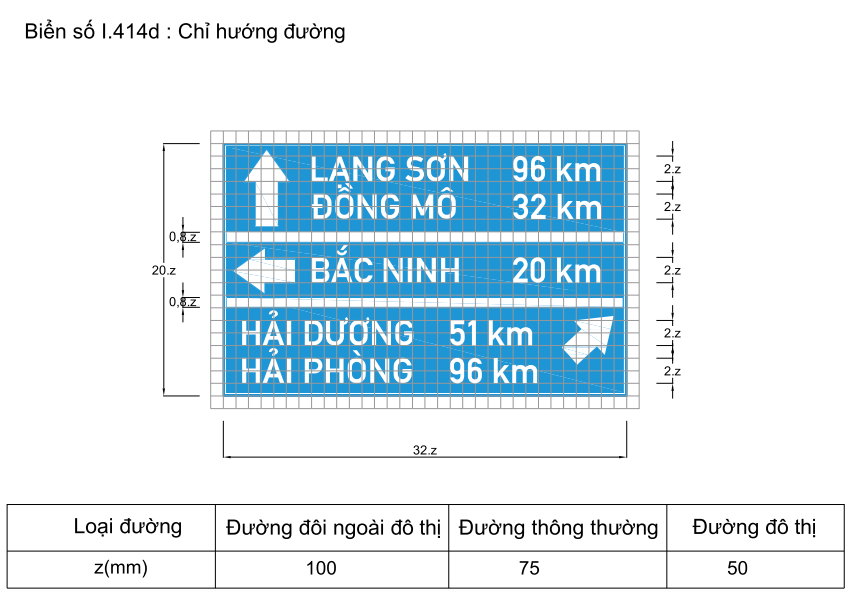 Biển số I.414d : Chỉ hướng đường
LẠNG SƠN 96 km
ĐỒNG MỎ 32 km
BẮC NINH 20 km
HẢI DƯƠNG 51 km
HẢI PHÒNG 96 km
0,8.z
20.z
0,8.z
2.z
2.z
2.z
2.z
2.z
32.z
Loại đường Đường đôi ngoài đô thị Đường thông thường Đường đô thị
z(mm) 100 75 50